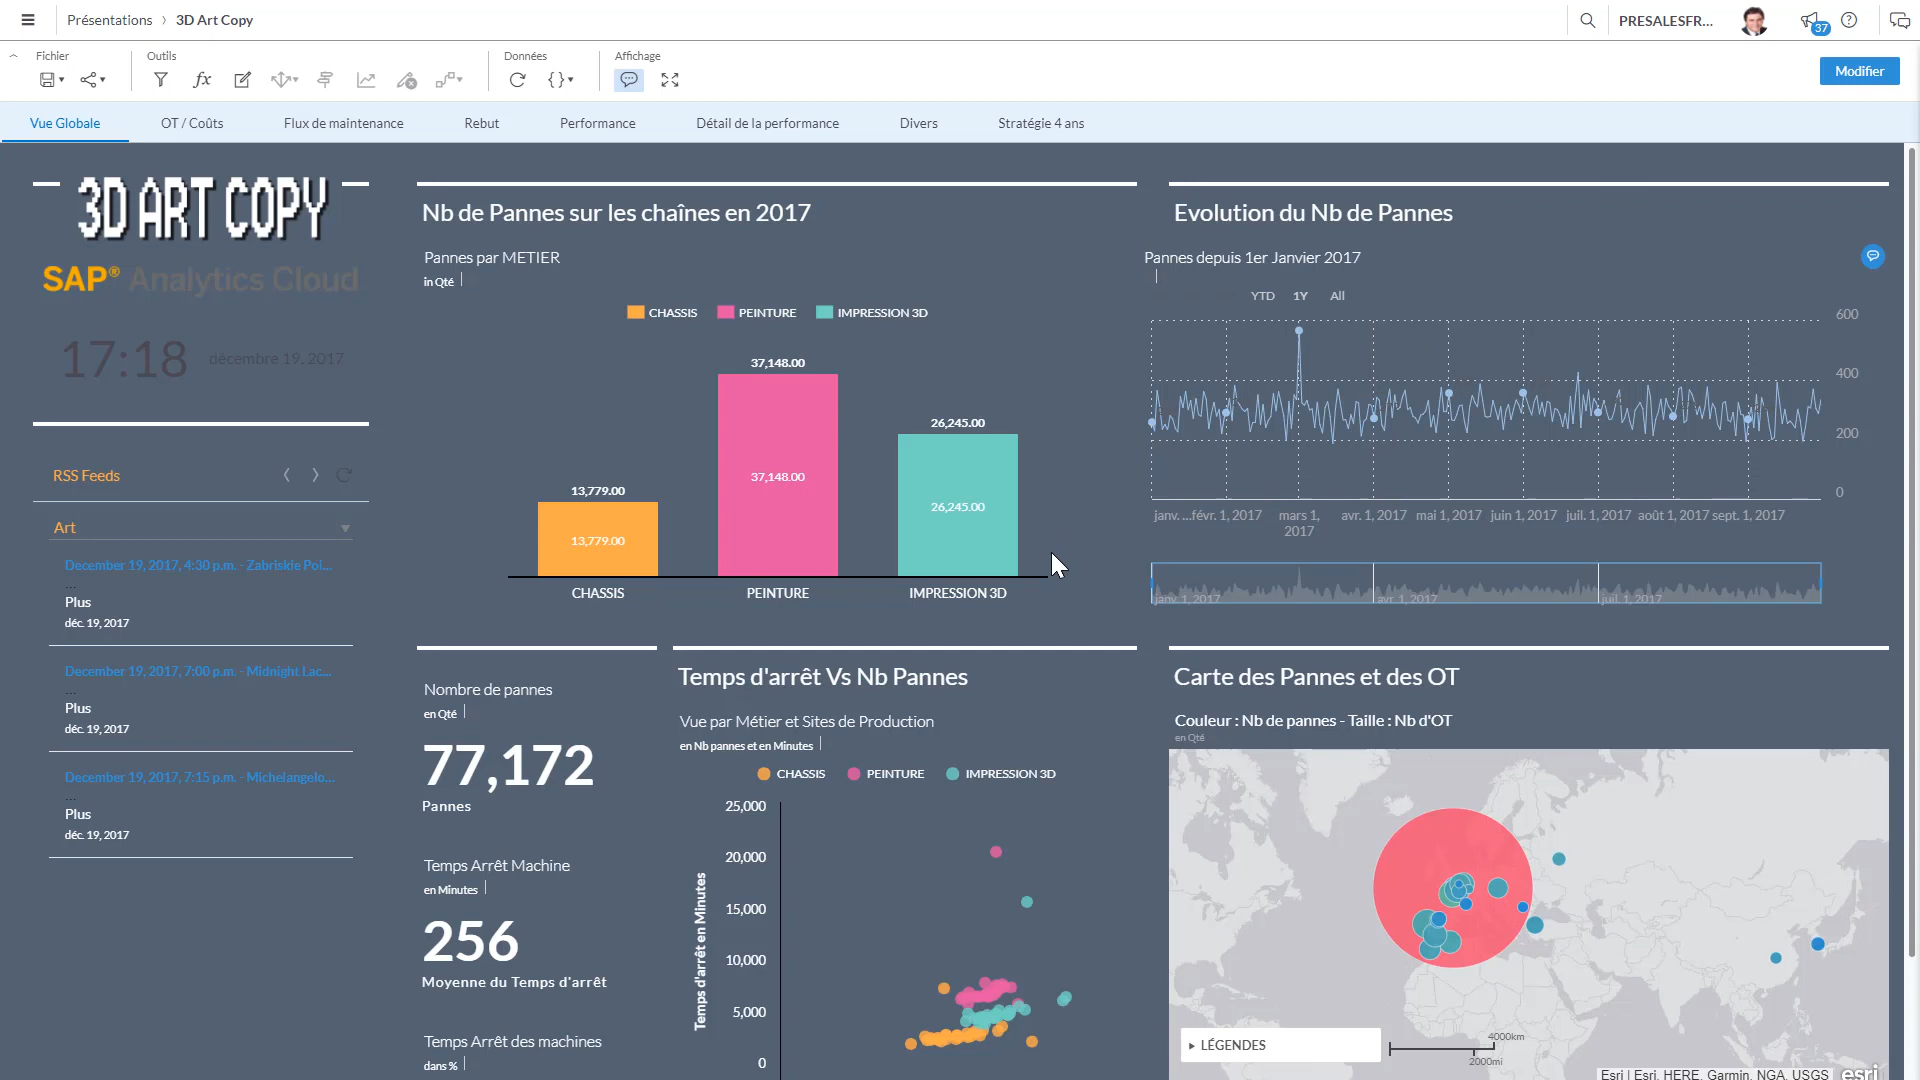 Présentations › 3D Art Copy
PRESALESFR...
37
Fichier
Outils
Données
Affichage
Modifier
Vue Globale
OT / Coûts
Flux de maintenance
Rebut
Performance
Détail de la performance
Divers
Stratégie 4 ans
3D ART COPY
SAP® Analytics Cloud
17:18 décembre 19, 2017
RSS Feeds
Art
December 19, 2017, 4:30 p.m. - Zabriskie Poi...
...
Plus
déc. 19, 2017
December 19, 2017, 7:00 p.m. - Midnight Lac...
...
Plus
déc. 19, 2017
December 19, 2017, 7:15 p.m. - Michelangelo...
...
Plus
déc. 19, 2017
Nb de Pannes sur les chaînes en 2017
Pannes par METIER
in Qté
CHASSIS PEINTURE IMPRESSION 3D
37,148.00
26,245.00
37,148.00
13,779.00
26,245.00
13,779.00
CHASSIS PEINTURE IMPRESSION 3D
Evolution du Nb de Pannes
Pannes depuis 1er Janvier 2017
YTD 1Y All
600
400
200
0
janv. ...févr. 1, 2017 mars 1, 2017 avr. 1, 2017 mai 1, 2017 juin 1, 2017 juil. 1, 2017 août 1, 2017 sept. 1, 2017
janv. 1, 2017 avr. 1, 2017 juil. 1, 2017
Nombre de pannes
en Qté
77,172
Pannes
Temps Arrêt Machine
en Minutes
256
Moyenne du Temps d'arrêt
Temps Arrêt des machines
dans %
Temps d'arrêt Vs Nb Pannes
Vue par Métier et Sites de Production
en Nb pannes et en Minutes
CHASSIS PEINTURE IMPRESSION 3D
25,000
20,000
15,000
10,000
5,000
0
Temps d'arrêt en Minutes
Carte des Pannes et des OT
Couleur : Nb de pannes - Taille : Nb d'OT
en Qté
LÉGENDES
4000km
2000mi
Esri | Esri, HERE, Garmin, NGA, USGS
esri